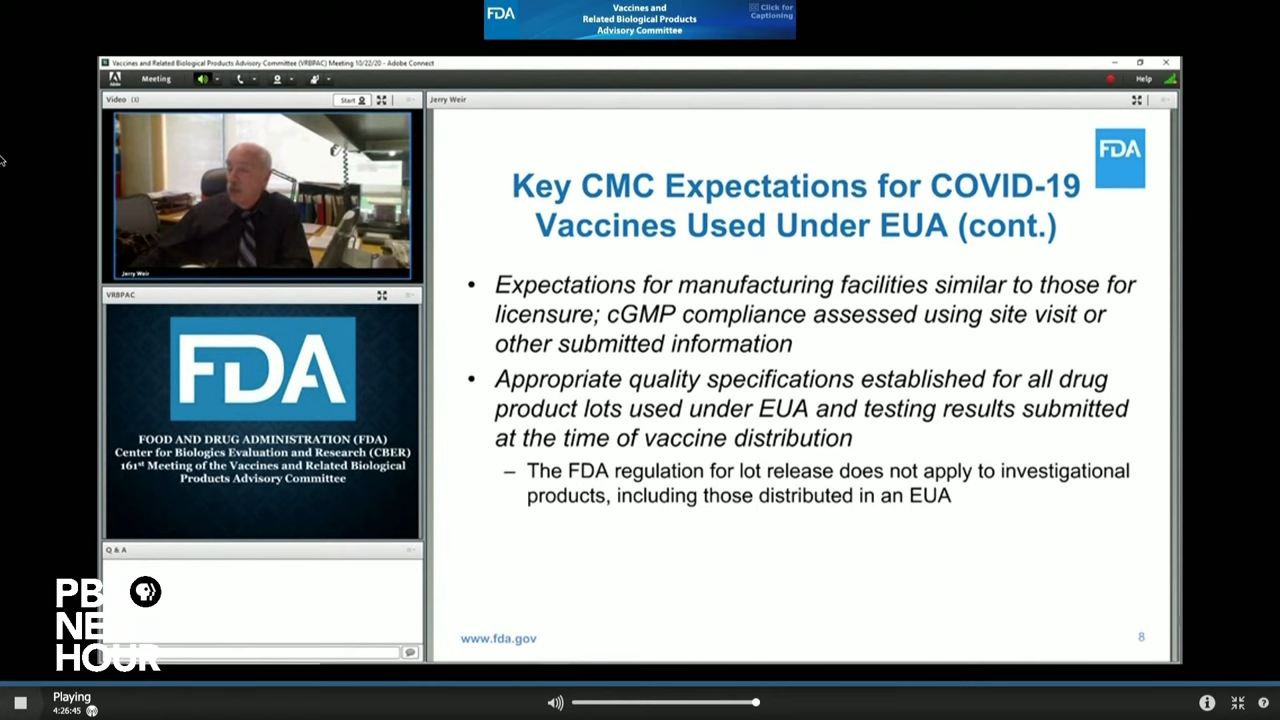 FDA
Vaccines and
Related Biological Products
Advisory Committee
Click for
Captioning
Vaccines and Related Biological Products Advisory Committee (VRBPAC) Meeting 10/22/20 - Adobe Connect
Meeting
Help
Video (1)
Start
Jerry Weir
Jerry Weir
FDA
Key CMC Expectations for COVID-19
Vaccines Used Under EUA (cont.)
• Expectations for manufacturing facilities similar to those for
licensure; cGMP compliance assessed using site visit or
other submitted information
• Appropriate quality specifications established for all drug
product lots used under EUA and testing results submitted
at the time of vaccine distribution
– The FDA regulation for lot release does not apply to investigational
products, including those distributed in an EUA
www.fda.gov
8
VRBPAC
FDA
FOOD AND DRUG ADMINISTRATION (FDA)
Center for Biologics Evaluation and Research (CBER)
161st Meeting of the Vaccines and Related Biological
Products Advisory Committee
Q & A
PB
NE
HOUR
Playing
4:26:45